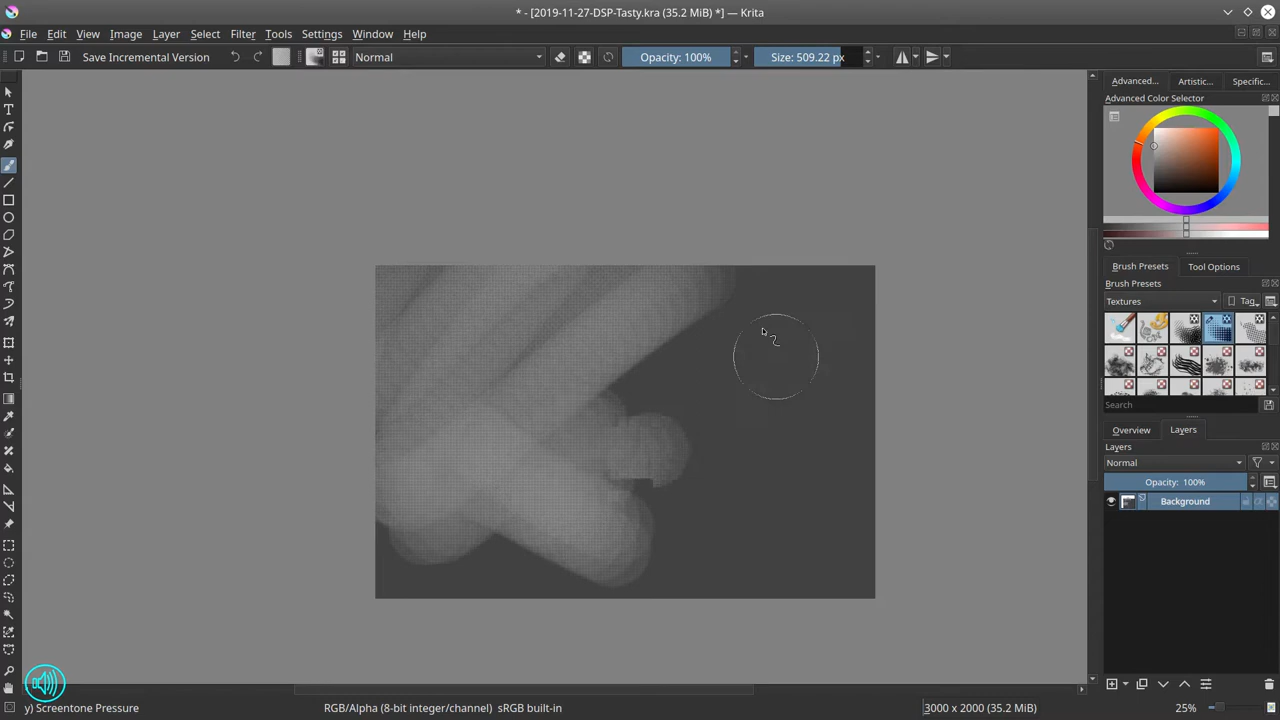 * - [2019-11-27-DSP-Tasty.kra (35.2 MiB) *] — Krita
File Edit View Image Layer Select Filter Tools Settings Window Help
Save Incremental Version Normal Opacity: 100% Size: 509.22 px
Advanced... Artistic... Specific...
Advanced Color Selector
Brush Presets Tool Options
Brush Presets
Textures Tag
Search
Overview Layers
Layers
Normal
Opacity: 100%
Background
y) Screentone Pressure RGB/Alpha (8-bit integer/channel) sRGB built-in 3000 x 2000 (35.2 MiB) 25%